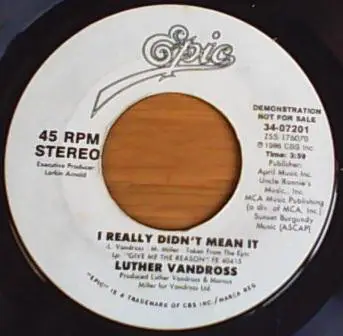 Epic
DEMONSTRATION
NOT FOR SALE
34-07201
ZSS 176070
℗ 1986 CBS Inc.
Time: 3:59
Publisher:
April Music Inc.
Uncle Ronnie's
Music, Inc.
MCA Music Publishing
(a div. of MCA, Inc.)
Sunset Burgundy
Music (ASCAP)
45 RPM
STEREO
Executive Producer:
Larkin Arnold
I REALLY DIDN'T MEAN IT
L. Vandross - M. Miller Taken From The Epic
Lp: "GIVE ME THE REASON" FE 40415
LUTHER VANDROSS
Produced Luther Vandross & Marcus
Miller for Vandross Ltd.
"EPIC" IS A TRADEMARK OF CBS INC./MARCA REG